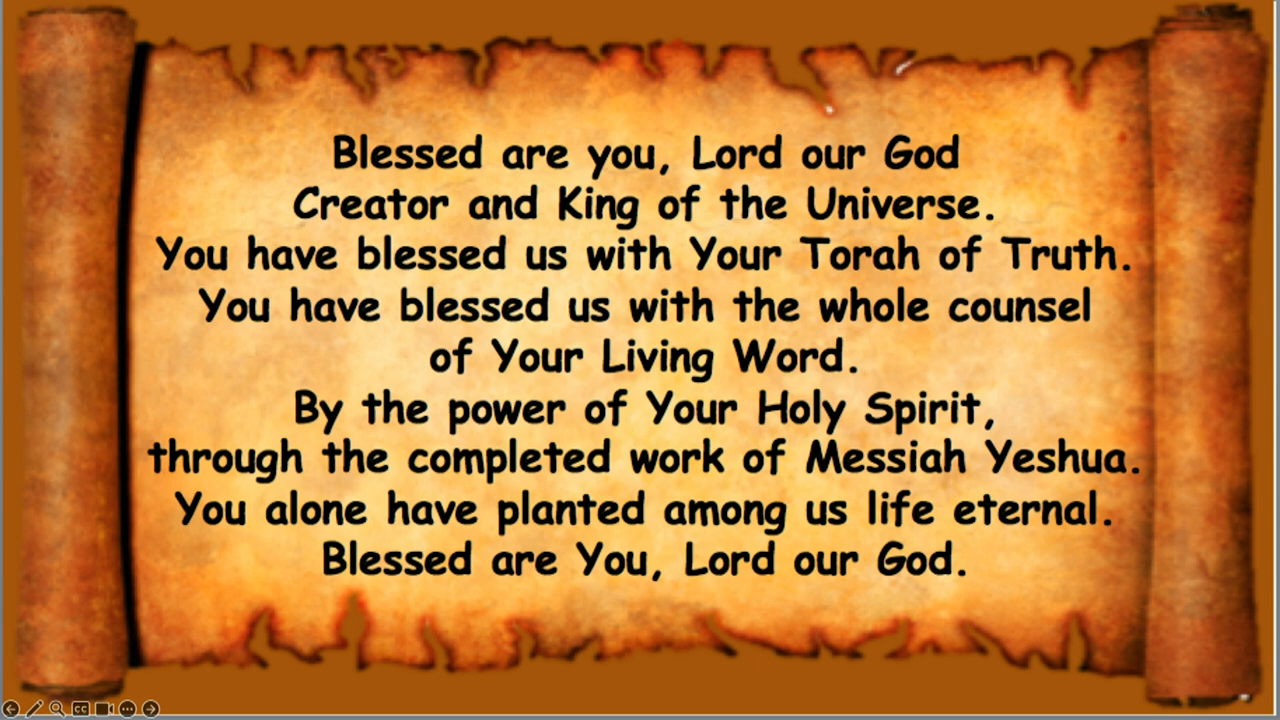 Blessed are you, Lord our God
Creator and King of the Universe.
You have blessed us with Your Torah of Truth.
You have blessed us with the whole counsel
of Your Living Word.
By the power of Your Holy Spirit,
through the completed work of Messiah Yeshua.
You alone have planted among us life eternal.
Blessed are You, Lord our God.
CC